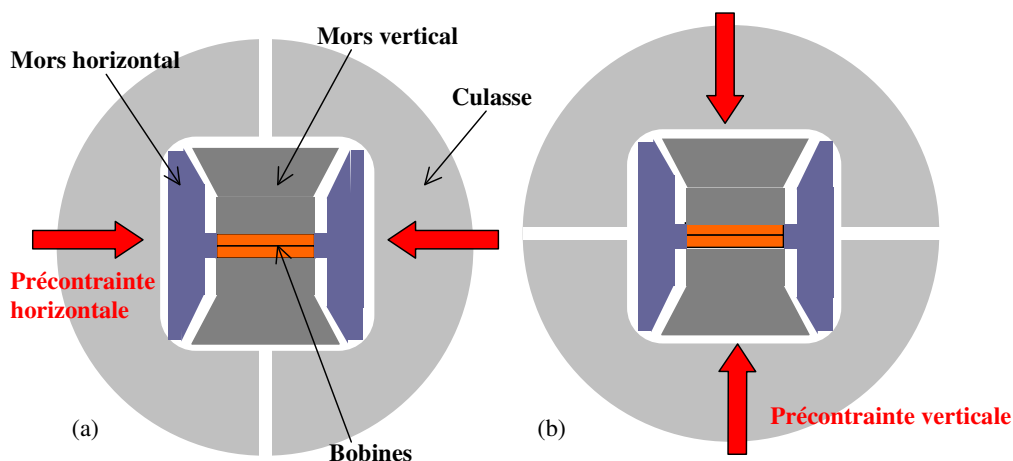 Mors vertical
Mors horizontal
Culasse
Précontrainte
horizontale
Précontrainte verticale
(a)
(b)
Bobines